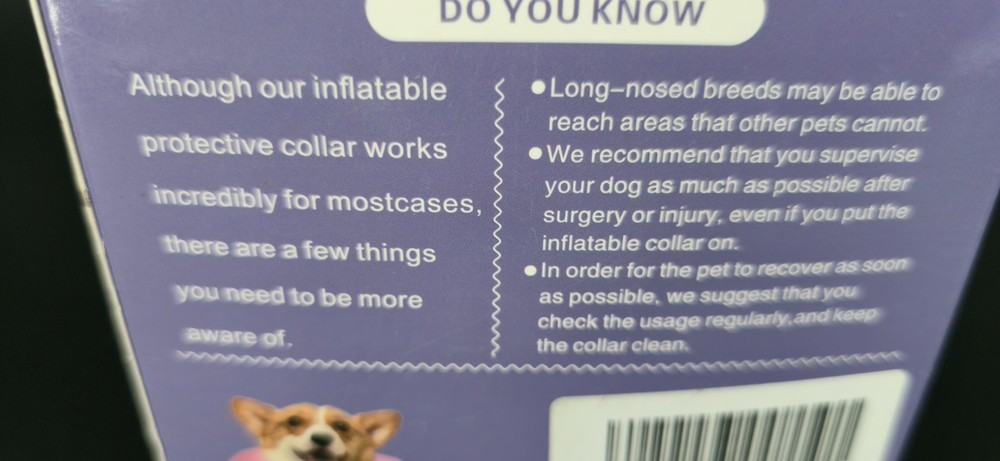 DO YOU KNOW
Although our inflatable
protective collar works
incredibly for mostcases,
there are a few things
you need to be more
aware of.
●Long-nosed breeds may be able to
reach areas that other pets cannot.
●We recommend that you supervise
your dog as much as possible after
surgery or injury, even if you put the
inflatable collar on.
●In order for the pet to recover as soon
as possible, we suggest that you
check the usage regularly,and keep
the collar clean.